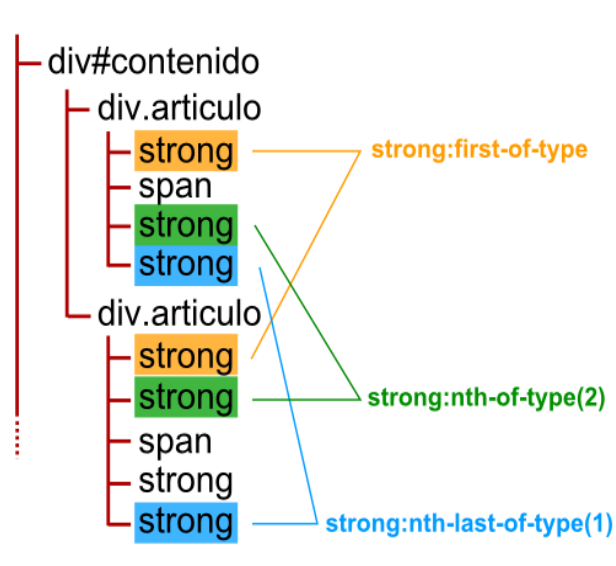 div#contenido
div.articulo
strong strong:first-of-type
span
strong
strong
div.articulo
strong
strong strong:nth-of-type(2)
span
strong
strong strong:nth-last-of-type(1)